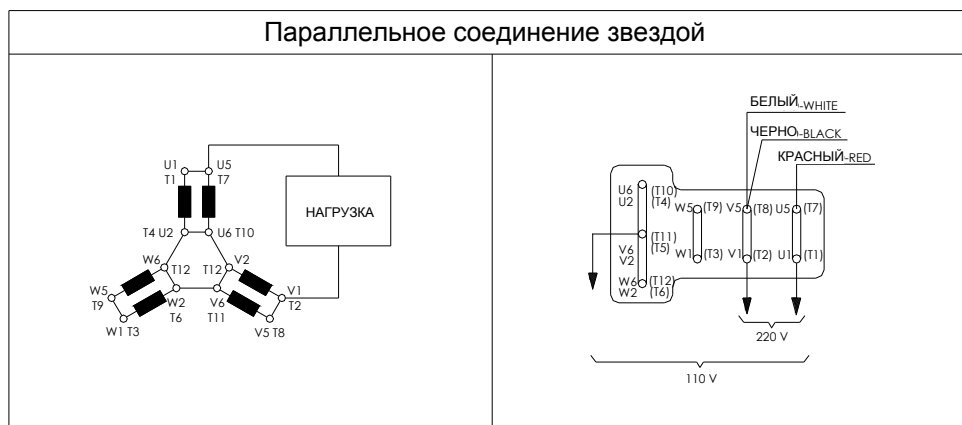 Параллельное соединение звездой
U1 U5
T1 T7
НАГРУЗКА
T4 U2 U6 T10
W6 T12 T12 V2
W5 T9
W2 T6
V6 T11
V1 T2
W1 T3
V5 T8
БЕЛЫЙ-WHITE
ЧЕРНО-BLACK
КРАСНЫЙ-RED
U6 (T10)
U2 (T4)
W5 (T9) V5 (T8) U5 (T7)
V6 (T11)
V2 (T5)
W1 (T3) V1 (T2) U1 (T1)
W6 (T12)
W2 (T6)
220 V
110 V